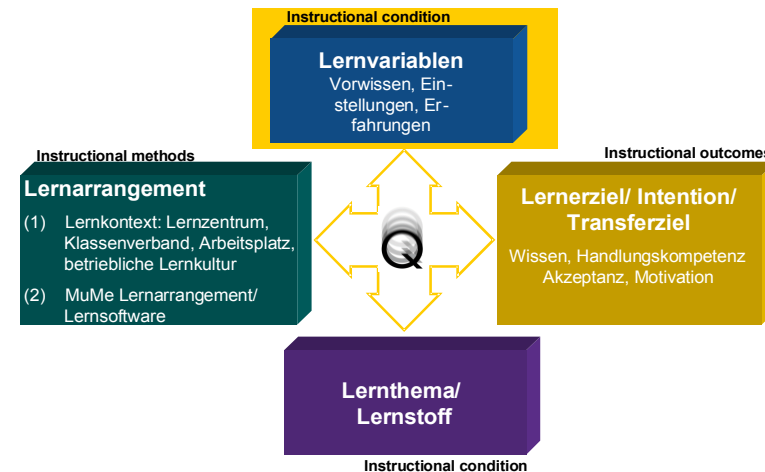 Instructional condition
Lernvariablen
Vorwissen, Ein-
stellungen, Er-
fahrungen
Instructional methods
Lernarrangement
(1) Lernkontext: Lernzentrum,
Klassenverband, Arbeitsplatz,
betriebliche Lernkultur
(2) MuMe Lernarrangement/
Lernsoftware
Q
Instructional outcomes
Lernerziel/ Intention/
Transferziel
Wissen, Handlungskompetenz
Akzeptanz, Motivation
Lernthema/
Lernstoff
Instructional condition